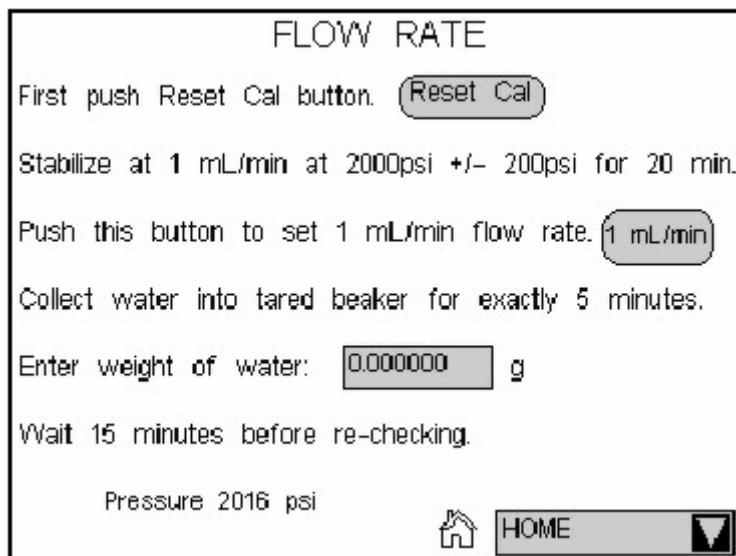 FLOW RATE
First push Reset Cal button. Reset Cal
Stabilize at 1 mL/min at 2000psi +/- 200psi for 20 min.
Push this button to set 1 mL/min flow rate. 1 mL/min
Collect water into tared beaker for exactly 5 minutes.
Enter weight of water: 0.000000 g
Wait 15 minutes before re-checking.
Pressure 2016 psi
HOME